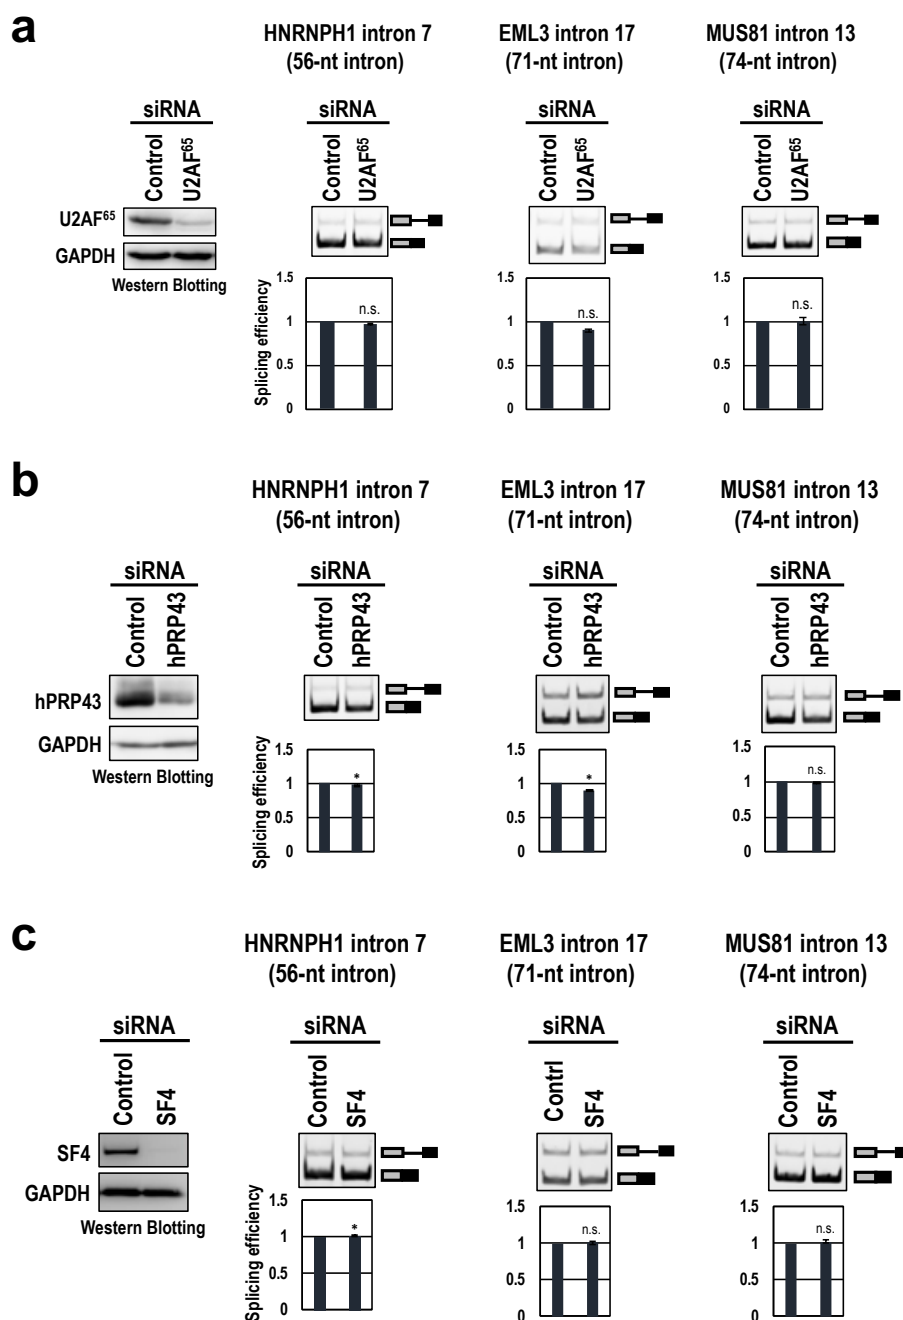 a
HNRNPH1 intron 7
(56-nt intron)
EML3 intron 17
(71-nt intron)
MUS81 intron 13
(74-nt intron)
siRNA
Control
U2AF65
U2AF65
GAPDH
Western Blotting
siRNA
Control
U2AF65
Splicing efficiency
1.5
1
0.5
0
n.s.
siRNA
Control
U2AF65
1.5
1
0.5
0
n.s.
siRNA
Control
U2AF65
1.5
1
0.5
0
n.s.
b
HNRNPH1 intron 7
(56-nt intron)
EML3 intron 17
(71-nt intron)
MUS81 intron 13
(74-nt intron)
siRNA
Control
hPRP43
hPRP43
GAPDH
Western Blotting
siRNA
Control
hPRP43
Splicing efficiency
1.5
1
0.5
0
*
siRNA
Control
hPRP43
1.5
1
0.5
0
*
siRNA
Control
hPRP43
1.5
1
0.5
0
n.s.
c
HNRNPH1 intron 7
(56-nt intron)
EML3 intron 17
(71-nt intron)
MUS81 intron 13
(74-nt intron)
siRNA
Control
SF4
SF4
GAPDH
Western Blotting
siRNA
Control
SF4
Splicing efficiency
1.5
1
0.5
0
*
siRNA
Contrl
SF4
1.5
1
0.5
0
n.s.
siRNA
Control
SF4
1.5
1
0.5
0
n.s.